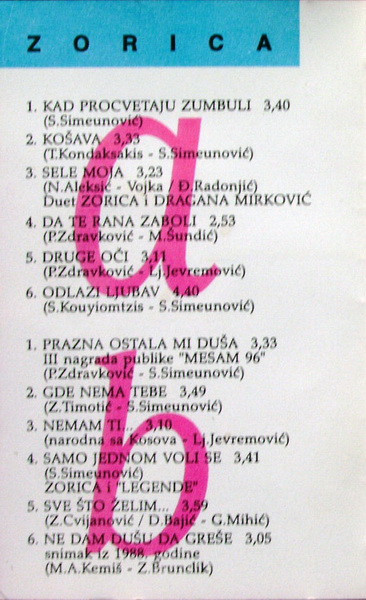 ZORICA
a
1. KAD PROCVETAJU ZUMBULI 3,40
(S.Simeunović)
2. KOŠAVA 3,33
(T.Kondaksakis - S.Simeunović)
3. SELE MOJA 3,23
(N.Aleksić - Vojka / Đ.Radonjić)
Duet ZORICA i DRAGANA MIRKOVIĆ
4. DA TE RANA ZABOLI 2,53
(P.Zdravković - M.Šundić)
5. DRUGE OČI 3,11
(P.Zdravković - Lj.Jevremović)
6. ODLAZI LJUBAV 4,40
(S.Kouyiomtzis - S.Simeunović)
b
1. PRAZNA OSTALA MI DUŠA 3,33
III nagrada publike "MESAM 96"
(P.Zdravković - S.Simeunović)
2. GDE NEMA TEBE 3,49
(Z.Timotić - S.Simeunović)
3. NEMAM TI... 3,10
(narodna sa Kosova - Lj.Jevremović)
4. SAMO JEDNOM VOLI SE 3,41
(S.Simeunović)
ZORICA i "LEGENDE"
5. SVE ŠTO ŽELIM... 3,59
(Z.Cvijanović / D.Bajić - G.Mihić)
6. NE DAM DUŠU DA GREŠE 3,05
snimak iz 1988. godine
(M.A.Kemiš - Z.Brunclik)